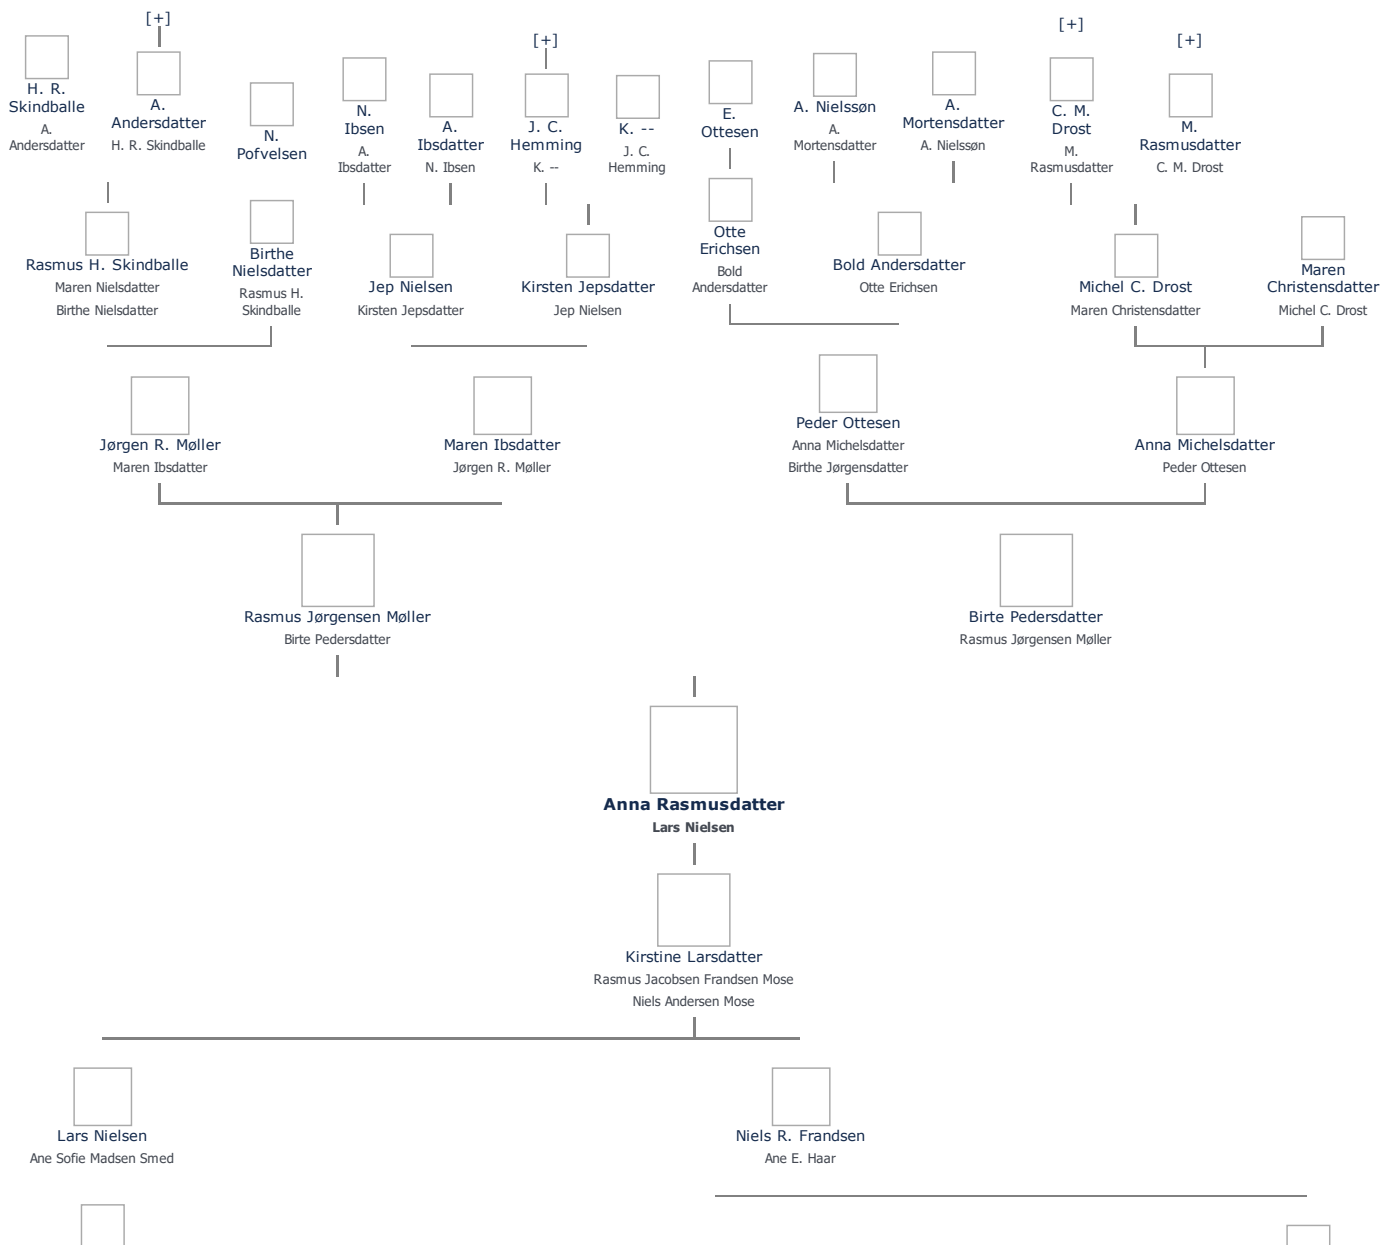 [+]
[+]
[+]
[+]
H. R.
Skindballe
A.
Andersdatter
A.
Andersdatter
H. R. Skindballe
N.
Pofvelsen
N.
Ibsen
A.
Ibsdatter
A.
Ibsdatter
N. Ibsen
J. C.
Hemming
K. --
K. --
J. C.
Hemming
E.
Ottesen
A. Nielssøn
A.
Mortensdatter
A.
Mortensdatter
A. Nielssøn
C. M.
Drost
M.
Rasmusdatter
M.
Rasmusdatter
C. M. Drost
Rasmus H. Skindballe
Maren Nielsdatter
Birthe Nielsdatter
Birthe
Nielsdatter
Rasmus H.
Skindballe
Jep Nielsen
Kirsten Jepsdatter
Kirsten Jepsdatter
Jep Nielsen
Otte
Erichsen
Bold
Andersdatter
Bold Andersdatter
Otte Erichsen
Michel C. Drost
Maren Christensdatter
Maren
Christensdatter
Michel C. Drost
Jørgen R. Møller
Maren Ibsdatter
Maren Ibsdatter
Jørgen R. Møller
Peder Ottesen
Anna Michelsdatter
Birthe Jørgensdatter
Anna Michelsdatter
Peder Ottesen
Rasmus Jørgensen Møller
Birte Pedersdatter
Birte Pedersdatter
Rasmus Jørgensen Møller
Anna Rasmusdatter
Lars Nielsen
Kirstine Larsdatter
Rasmus Jacobsen Frandsen Mose
Niels Andersen Mose
Lars Nielsen
Ane Sofie Madsen Smed
Niels R. Frandsen
Ane E. Haar